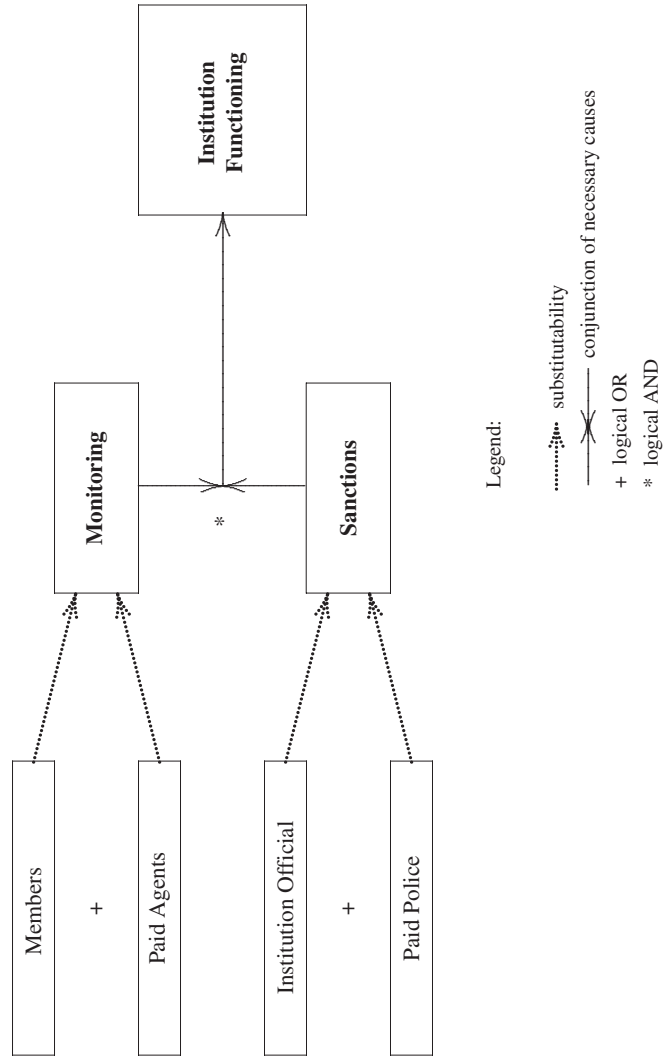 Members
+
Paid Agents
Institution Official
+
Paid Police
Monitoring
*
Sanctions
Institution
Functioning
Legend:
substitutability
conjunction of necessary causes
+ logical OR
* logical AND